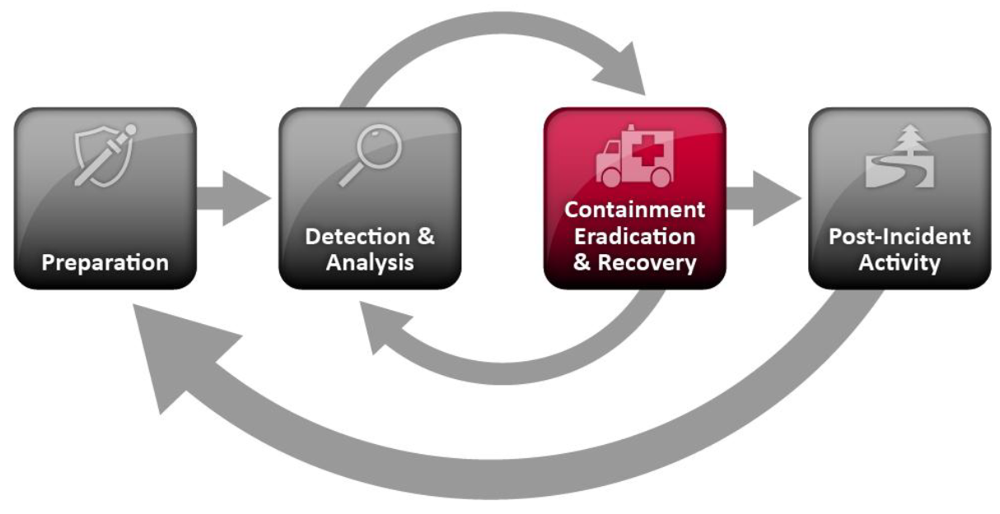 Preparation
Detection &
Analysis
Containment
Eradication
& Recovery
Post-Incident
Activity